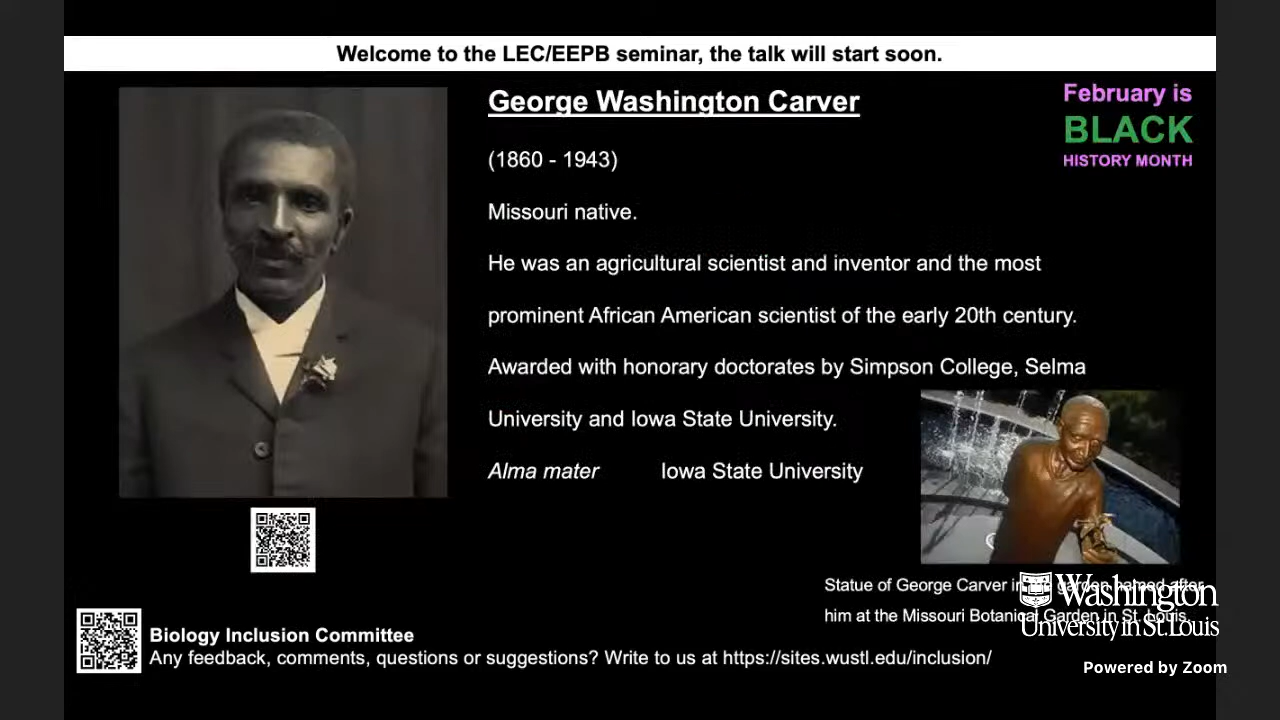 Welcome to the LEC/EEPB seminar, the talk will start soon.
George Washington Carver
February is
BLACK
HISTORY MONTH
(1860 - 1943)
Missouri native.
He was an agricultural scientist and inventor and the most
prominent African American scientist of the early 20th century.
Awarded with honorary doctorates by Simpson College, Selma
University and Iowa State University.
Alma mater Iowa State University
Statue of George Carver in the garden named after
him at the Missouri Botanical Garden in St. Louis.
Washington
University in St. Louis
Biology Inclusion Committee
Any feedback, comments, questions or suggestions? Write to us at https://sites.wustl.edu/inclusion/
Powered by Zoom